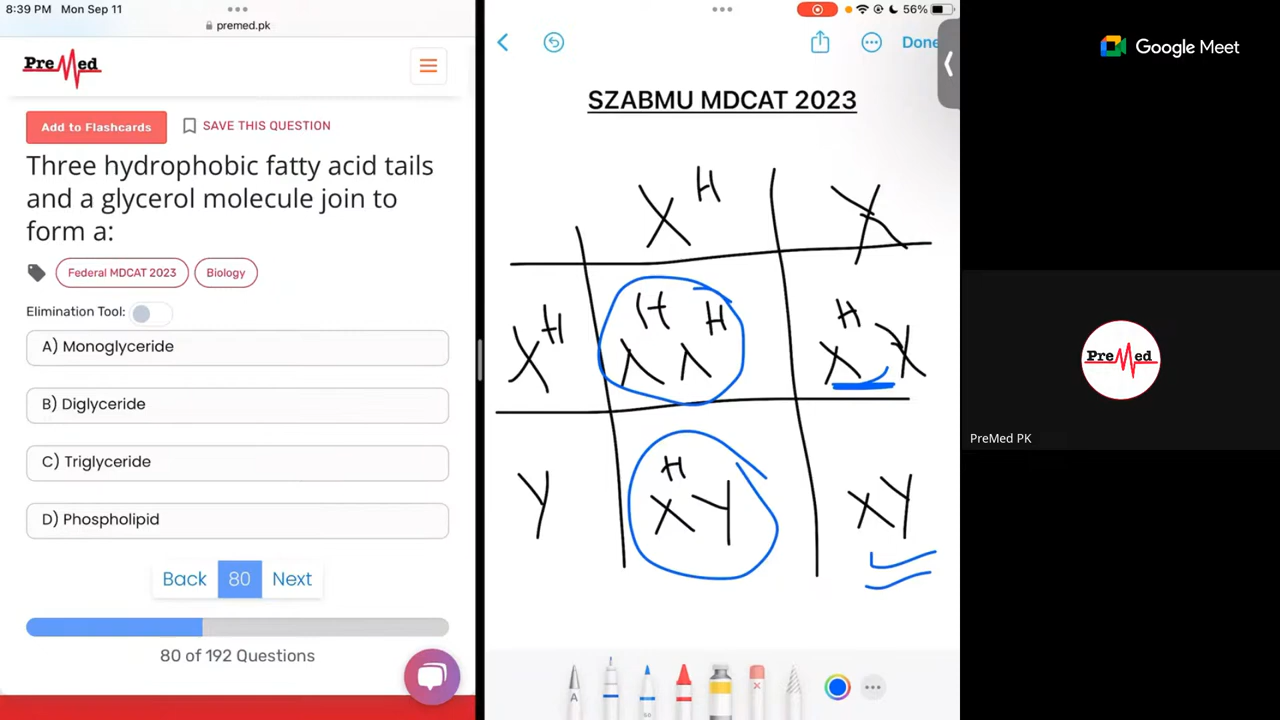 8:39 PM Mon Sep 11
premed.pk
PreMed
Add to Flashcards
SAVE THIS QUESTION
Three hydrophobic fatty acid tails
and a glycerol molecule join to
form a:
Federal MDCAT 2023
Biology
Elimination Tool:
A) Monoglyceride
B) Diglyceride
C) Triglyceride
D) Phospholipid
Back 80 Next
80 of 192 Questions
56%
Done
SZABMU MDCAT 2023
X^H X
X^H X^H X^H X^H X
Y X^H Y XY
A
Google Meet
PreMed
PreMed PK